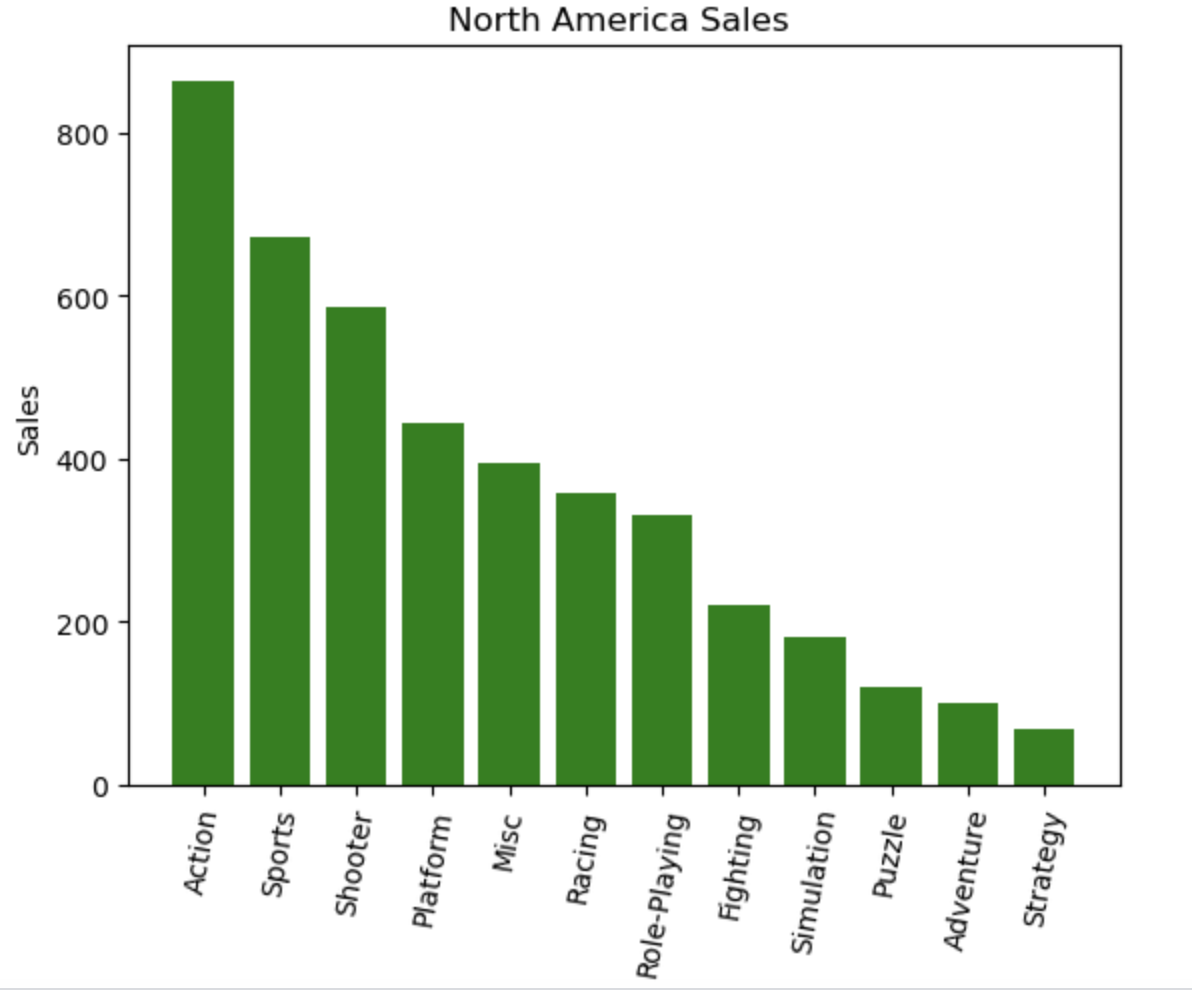 North America Sales
Sales
800
600
400
200
0
Action
Sports
Shooter
Platform
Misc
Racing
Role-Playing
Fighting
Simulation
Puzzle
Adventure
Strategy